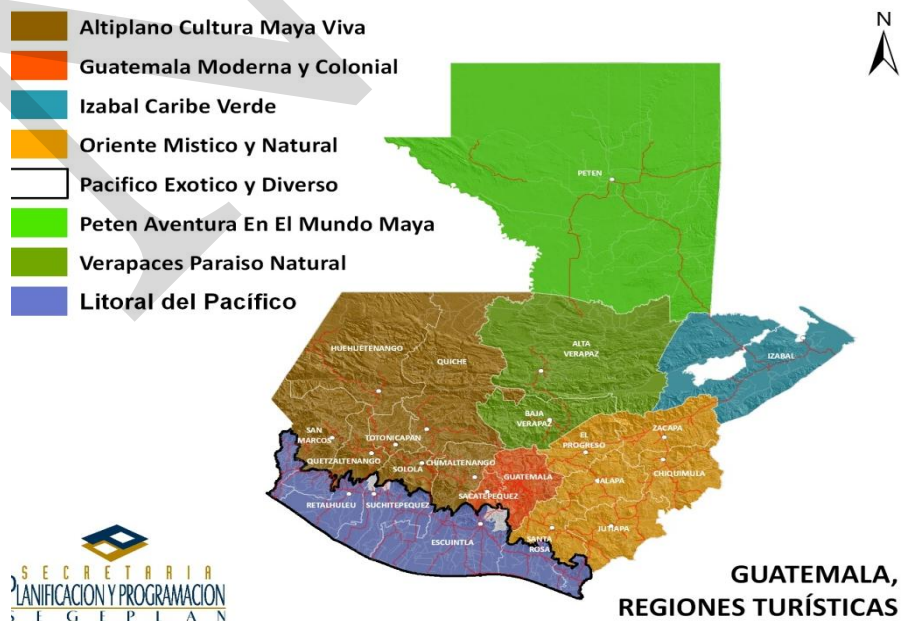 Altiplano Cultura Maya Viva
Guatemala Moderna y Colonial
Izabal Caribe Verde
Oriente Mistico y Natural
Pacifico Exotico y Diverso
Peten Aventura En El Mundo Maya
Verapaces Paraiso Natural
Litoral del Pacífico
N
PETEN
HUEHUETENANGO
QUICHE
ALTA
VERAPAZ
IZABAL
BAJA
VERAPAZ
SAN
MARCOS
TOTONICAPÁN
QUETZALTENANGO
SOLOLA
CHIMALTENANGO
SACATEPEQUEZ
GUATEMALA
EL
PROGRESO
ZACAPA
CHIQUIMULA
ALAPA
JUTIAPA
SANTA
ROSA
RETALHULEU
SUCHITEPEQUEZ
ESCUINTLA
SECRETARIA
PLANIFICACION Y PROGRAMACION
SEGEPLAN
GUATEMALA,
REGIONES TURÍSTICAS